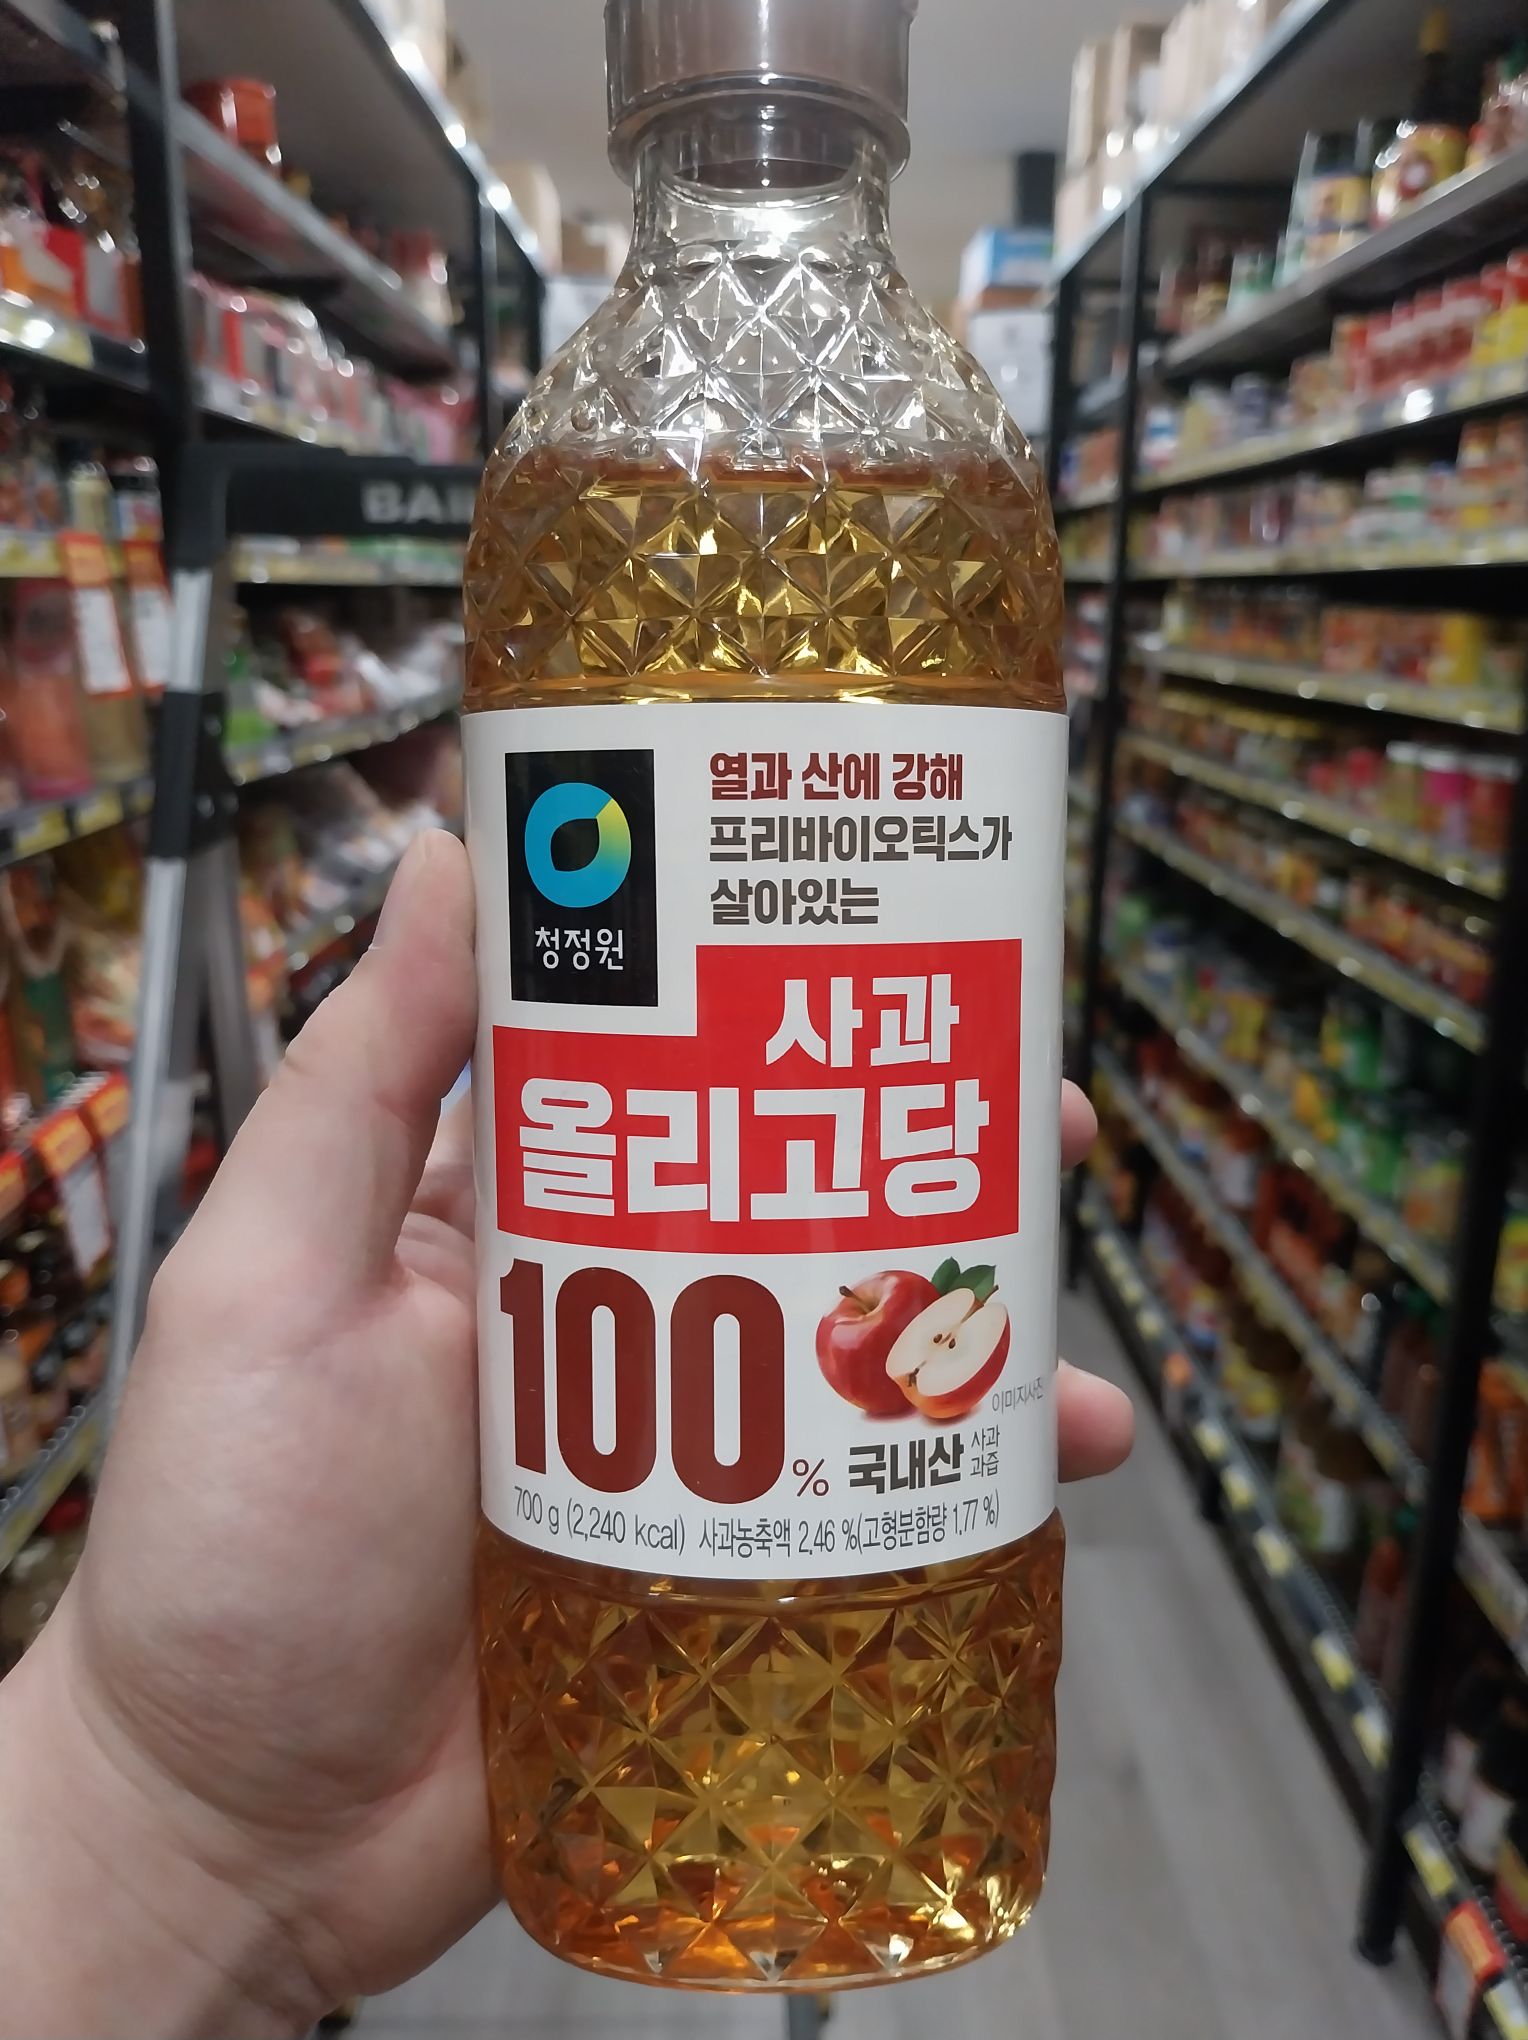 BAI
청정원
열과 산에 강해
프리바이오틱스가
살아있는
사과
올리고당
100%
이미지사진
국내산 사과
과즙
700 g (2,240 kcal) 사과농축액 2.46 %(고형분함량 1.77 %)